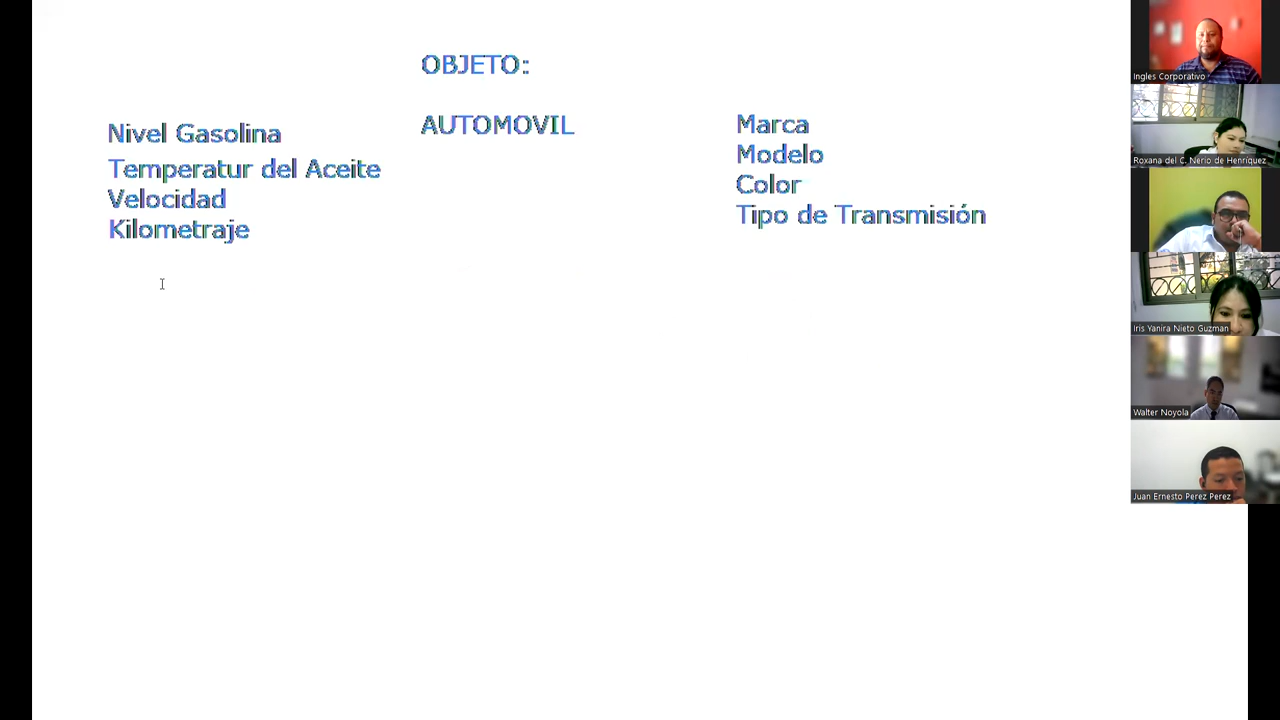 OBJETO:
AUTOMOVIL
Nivel Gasolina
Temperatur del Aceite
Velocidad
Kilometraje
Marca
Modelo
Color
Tipo de Transmisión
Ingles Corporativo
Roxana del C. Nerio de Henríquez
Iris Yanira Nieto Guzman
Walter Noyola
Juan Ernesto Perez Perez